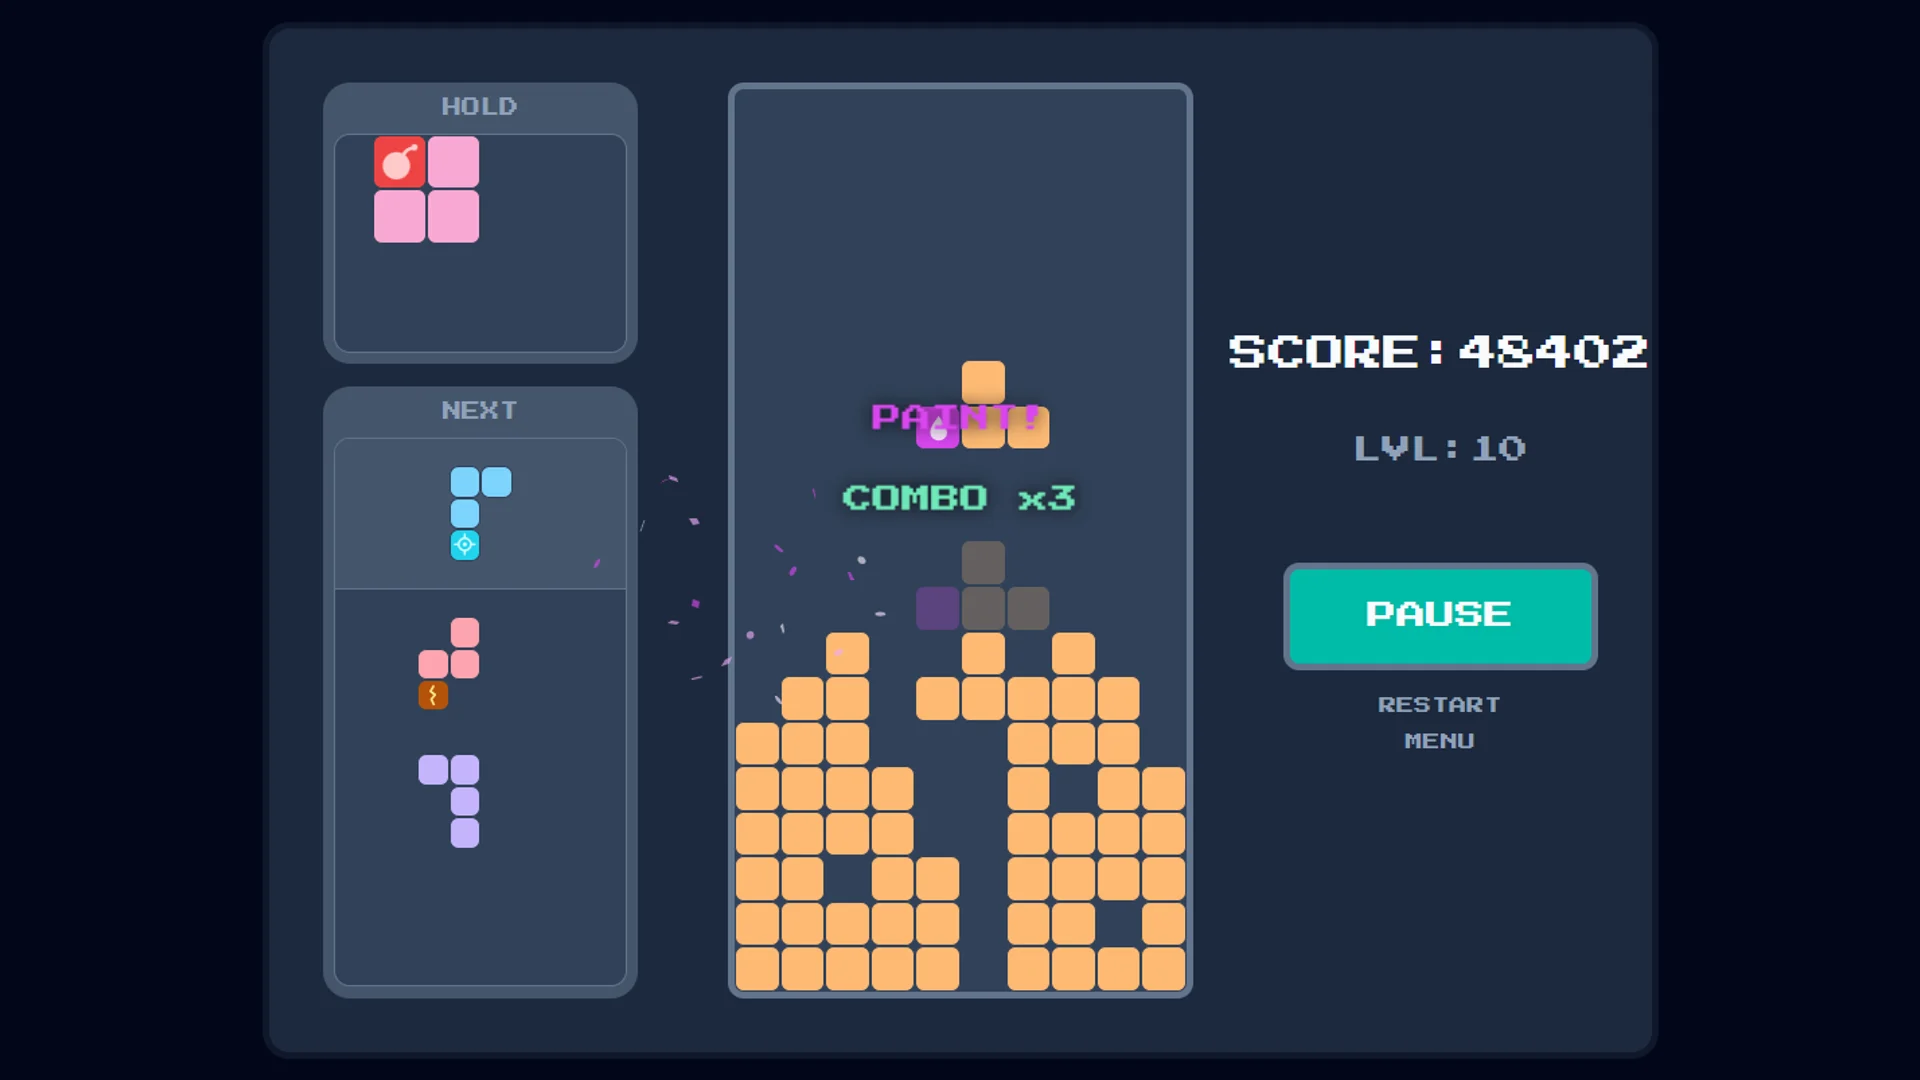 HOLD
NEXT
PAINT!
COMBO x3
SCORE:48402
LVL:10
PAUSE
RESTART
MENU